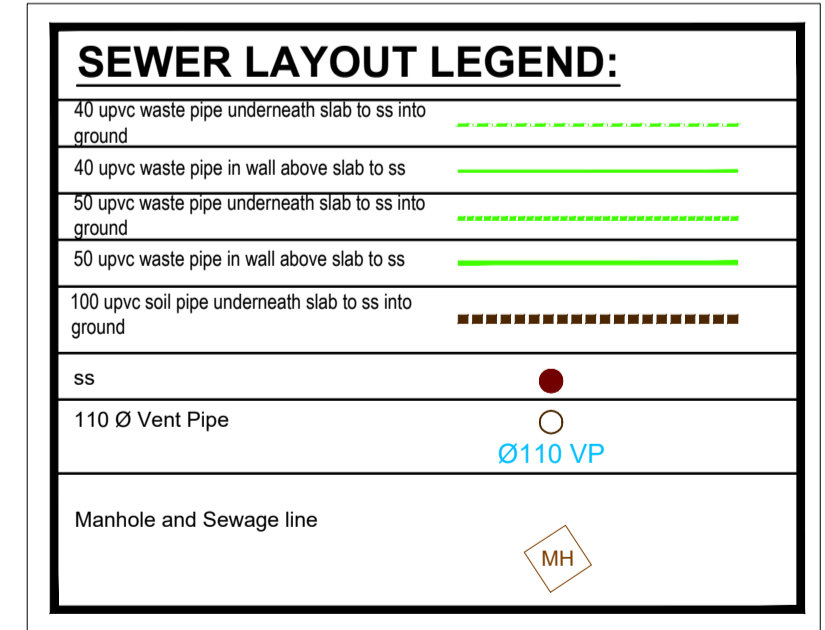 SEWER LAYOUT LEGEND:
40 upvc waste pipe underneath slab to ss into
ground
40 upvc waste pipe in wall above slab to ss
50 upvc waste pipe underneath slab to ss into
ground
50 upvc waste pipe in wall above slab to ss
100 upvc soil pipe underneath slab to ss into
ground
ss
110 Ø Vent Pipe
Ø110 VP
Manhole and Sewage line
MH